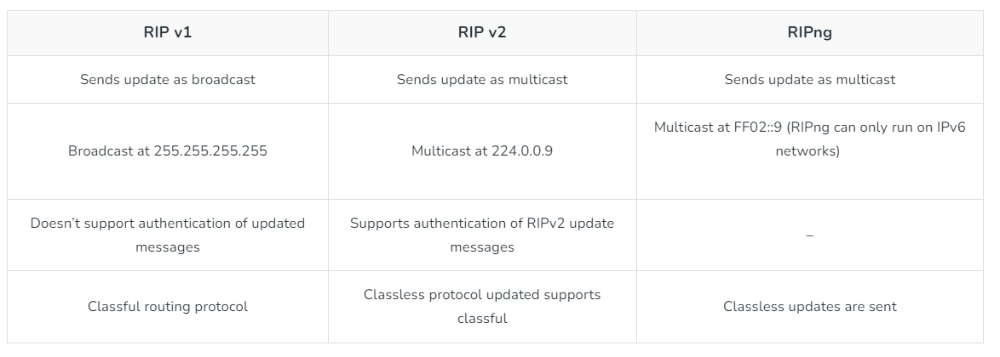 RIP v1
RIP v2
RIPng
Sends update as broadcast
Sends update as multicast
Sends update as multicast
Broadcast at 255.255.255.255
Multicast at 224.0.0.9
Multicast at FF02::9 (RIPng can only run on IPv6
networks)
Doesn’t support authentication of updated
messages
Supports authentication of RIPv2 update
messages
–
Classful routing protocol
Classless protocol updated supports
classful
Classless updates are sent